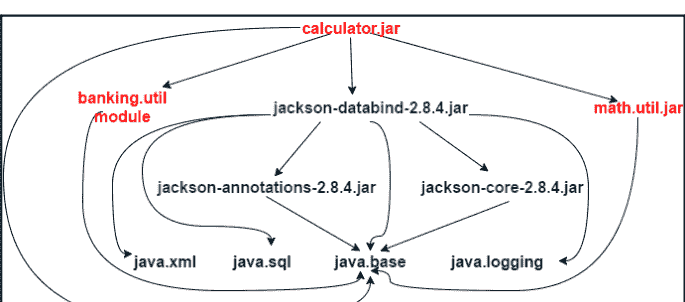 calculator.jar
banking.util
module
jackson-databind-2.8.4.jar
math.util.jar
jackson-annotations-2.8.4.jar
jackson-core-2.8.4.jar
java.xml
java.sql
java.base
java.logging